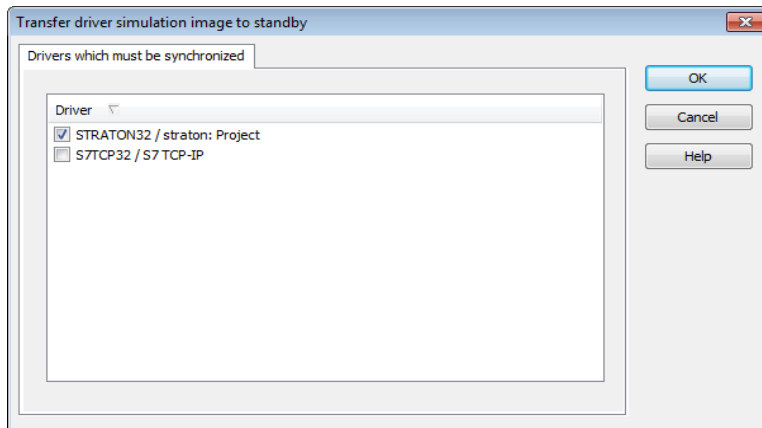 Transfer driver simulation image to standby
Drivers which must be synchronized
OK
Driver
Cancel
STRATON32 / straton: Project
S7TCP32 / S7 TCP-IP
Help